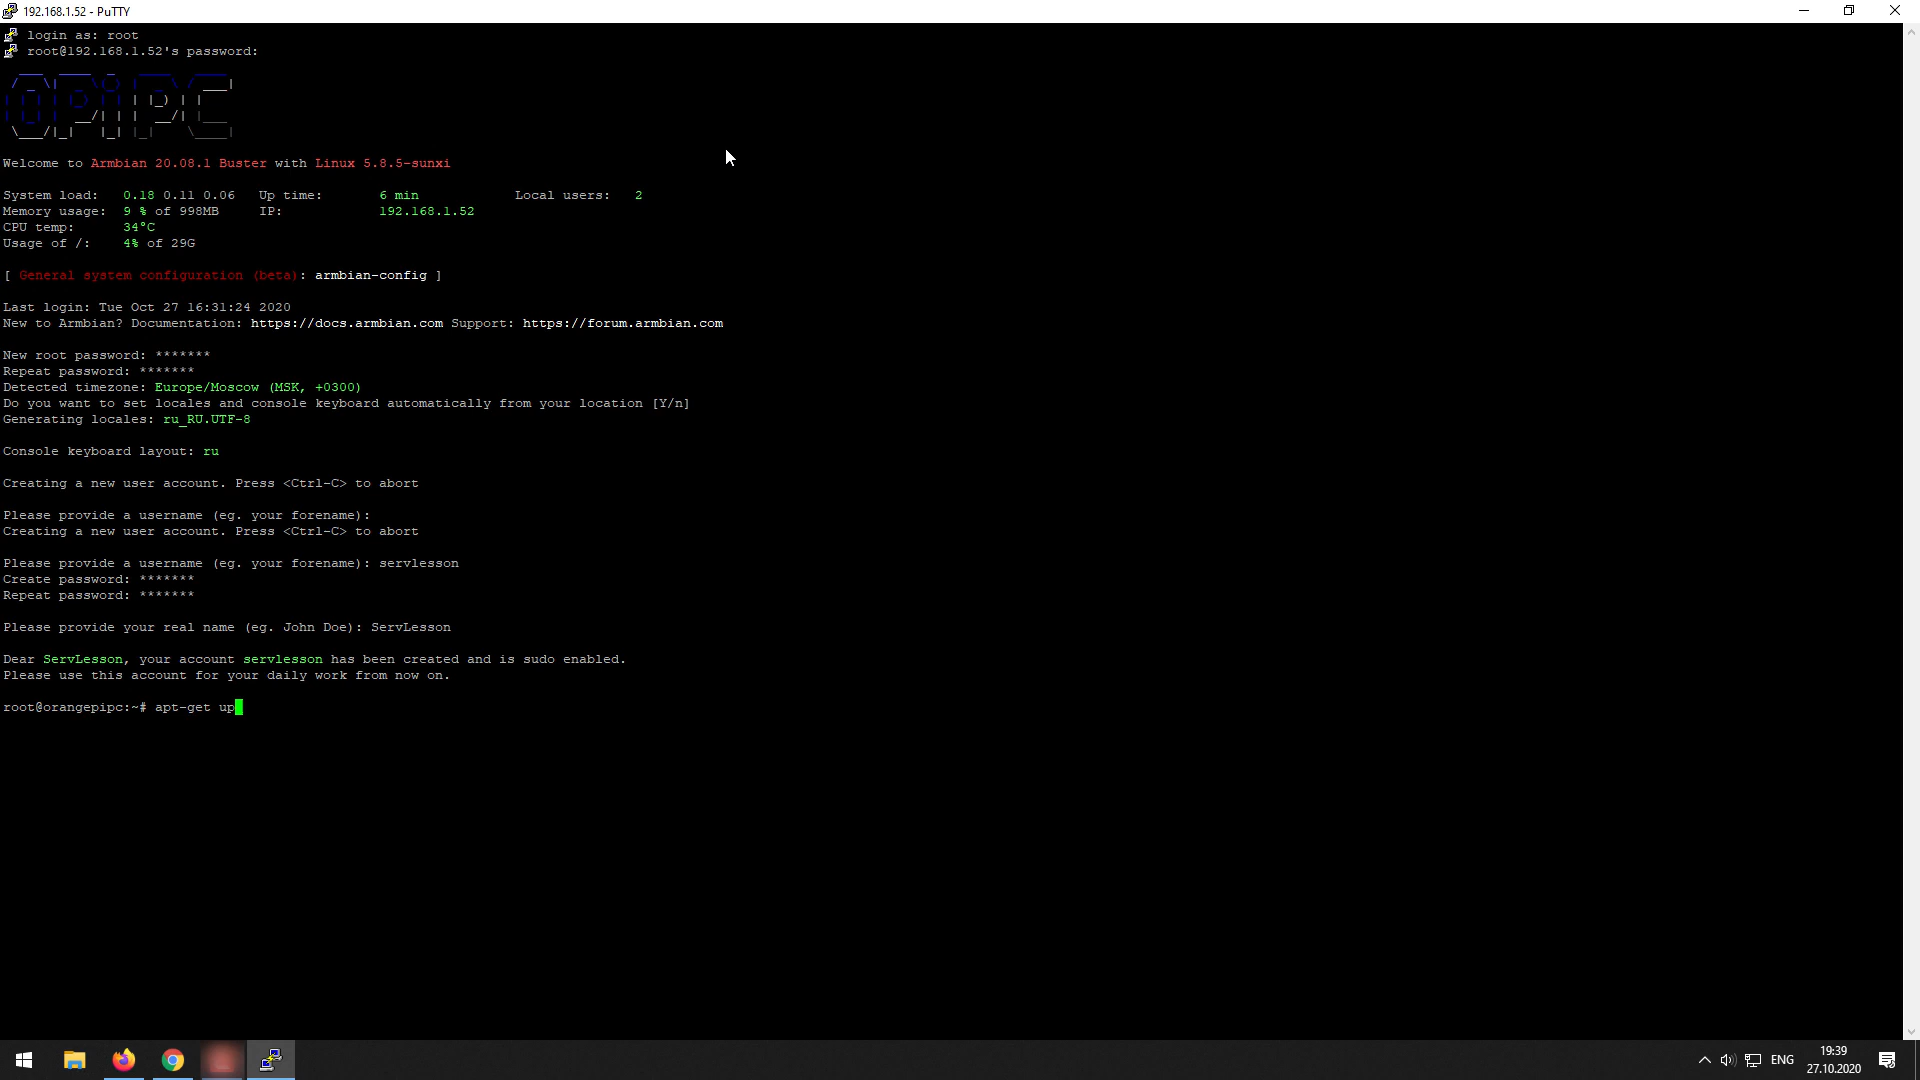 192.168.1.52 - PuTTY
login as: root
root@192.168.1.52's password:
OPiPC
Welcome to Armbian 20.08.1 Buster with Linux 5.8.5-sunxi
System load: 0.18 0.11 0.06 Up time: 6 min Local users: 2
Memory usage: 9 % of 998MB IP: 192.168.1.52
CPU temp: 34°C
Usage of /: 4% of 29G
[ General system configuration (beta): armbian-config ]
Last login: Tue Oct 27 16:31:24 2020
New to Armbian? Documentation: https://docs.armbian.com Support: https://forum.armbian.com
New root password: *******
Repeat password: *******
Detected timezone: Europe/Moscow (MSK, +0300)
Do you want to set locales and console keyboard automatically from your location [Y/n]
Generating locales: ru_RU.UTF-8
Console keyboard layout: ru
Creating a new user account. Press <Ctrl-C> to abort
Please provide a username (eg. your forename):
Creating a new user account. Press <Ctrl-C> to abort
Please provide a username (eg. your forename): servlesson
Create password: *******
Repeat password: *******
Please provide your real name (eg. John Doe): ServLesson
Dear ServLesson, your account servlesson has been created and is sudo enabled.
Please use this account for your daily work from now on.
root@orangepipc:~# apt-get up
ENG
19:39
27.10.2020